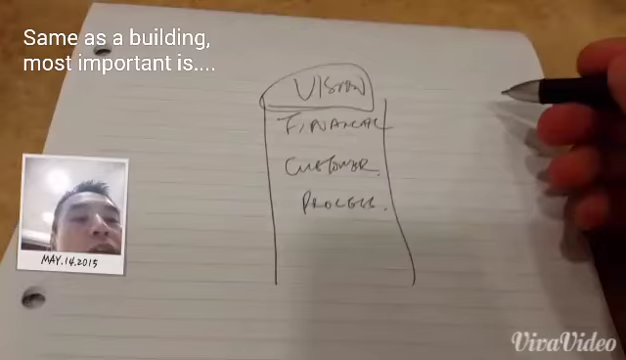 Same as a building,
most important is....
VISION
FINANCIAL
CUSTOMER
PROCESS.
MAY.14.2015
VivaVideo